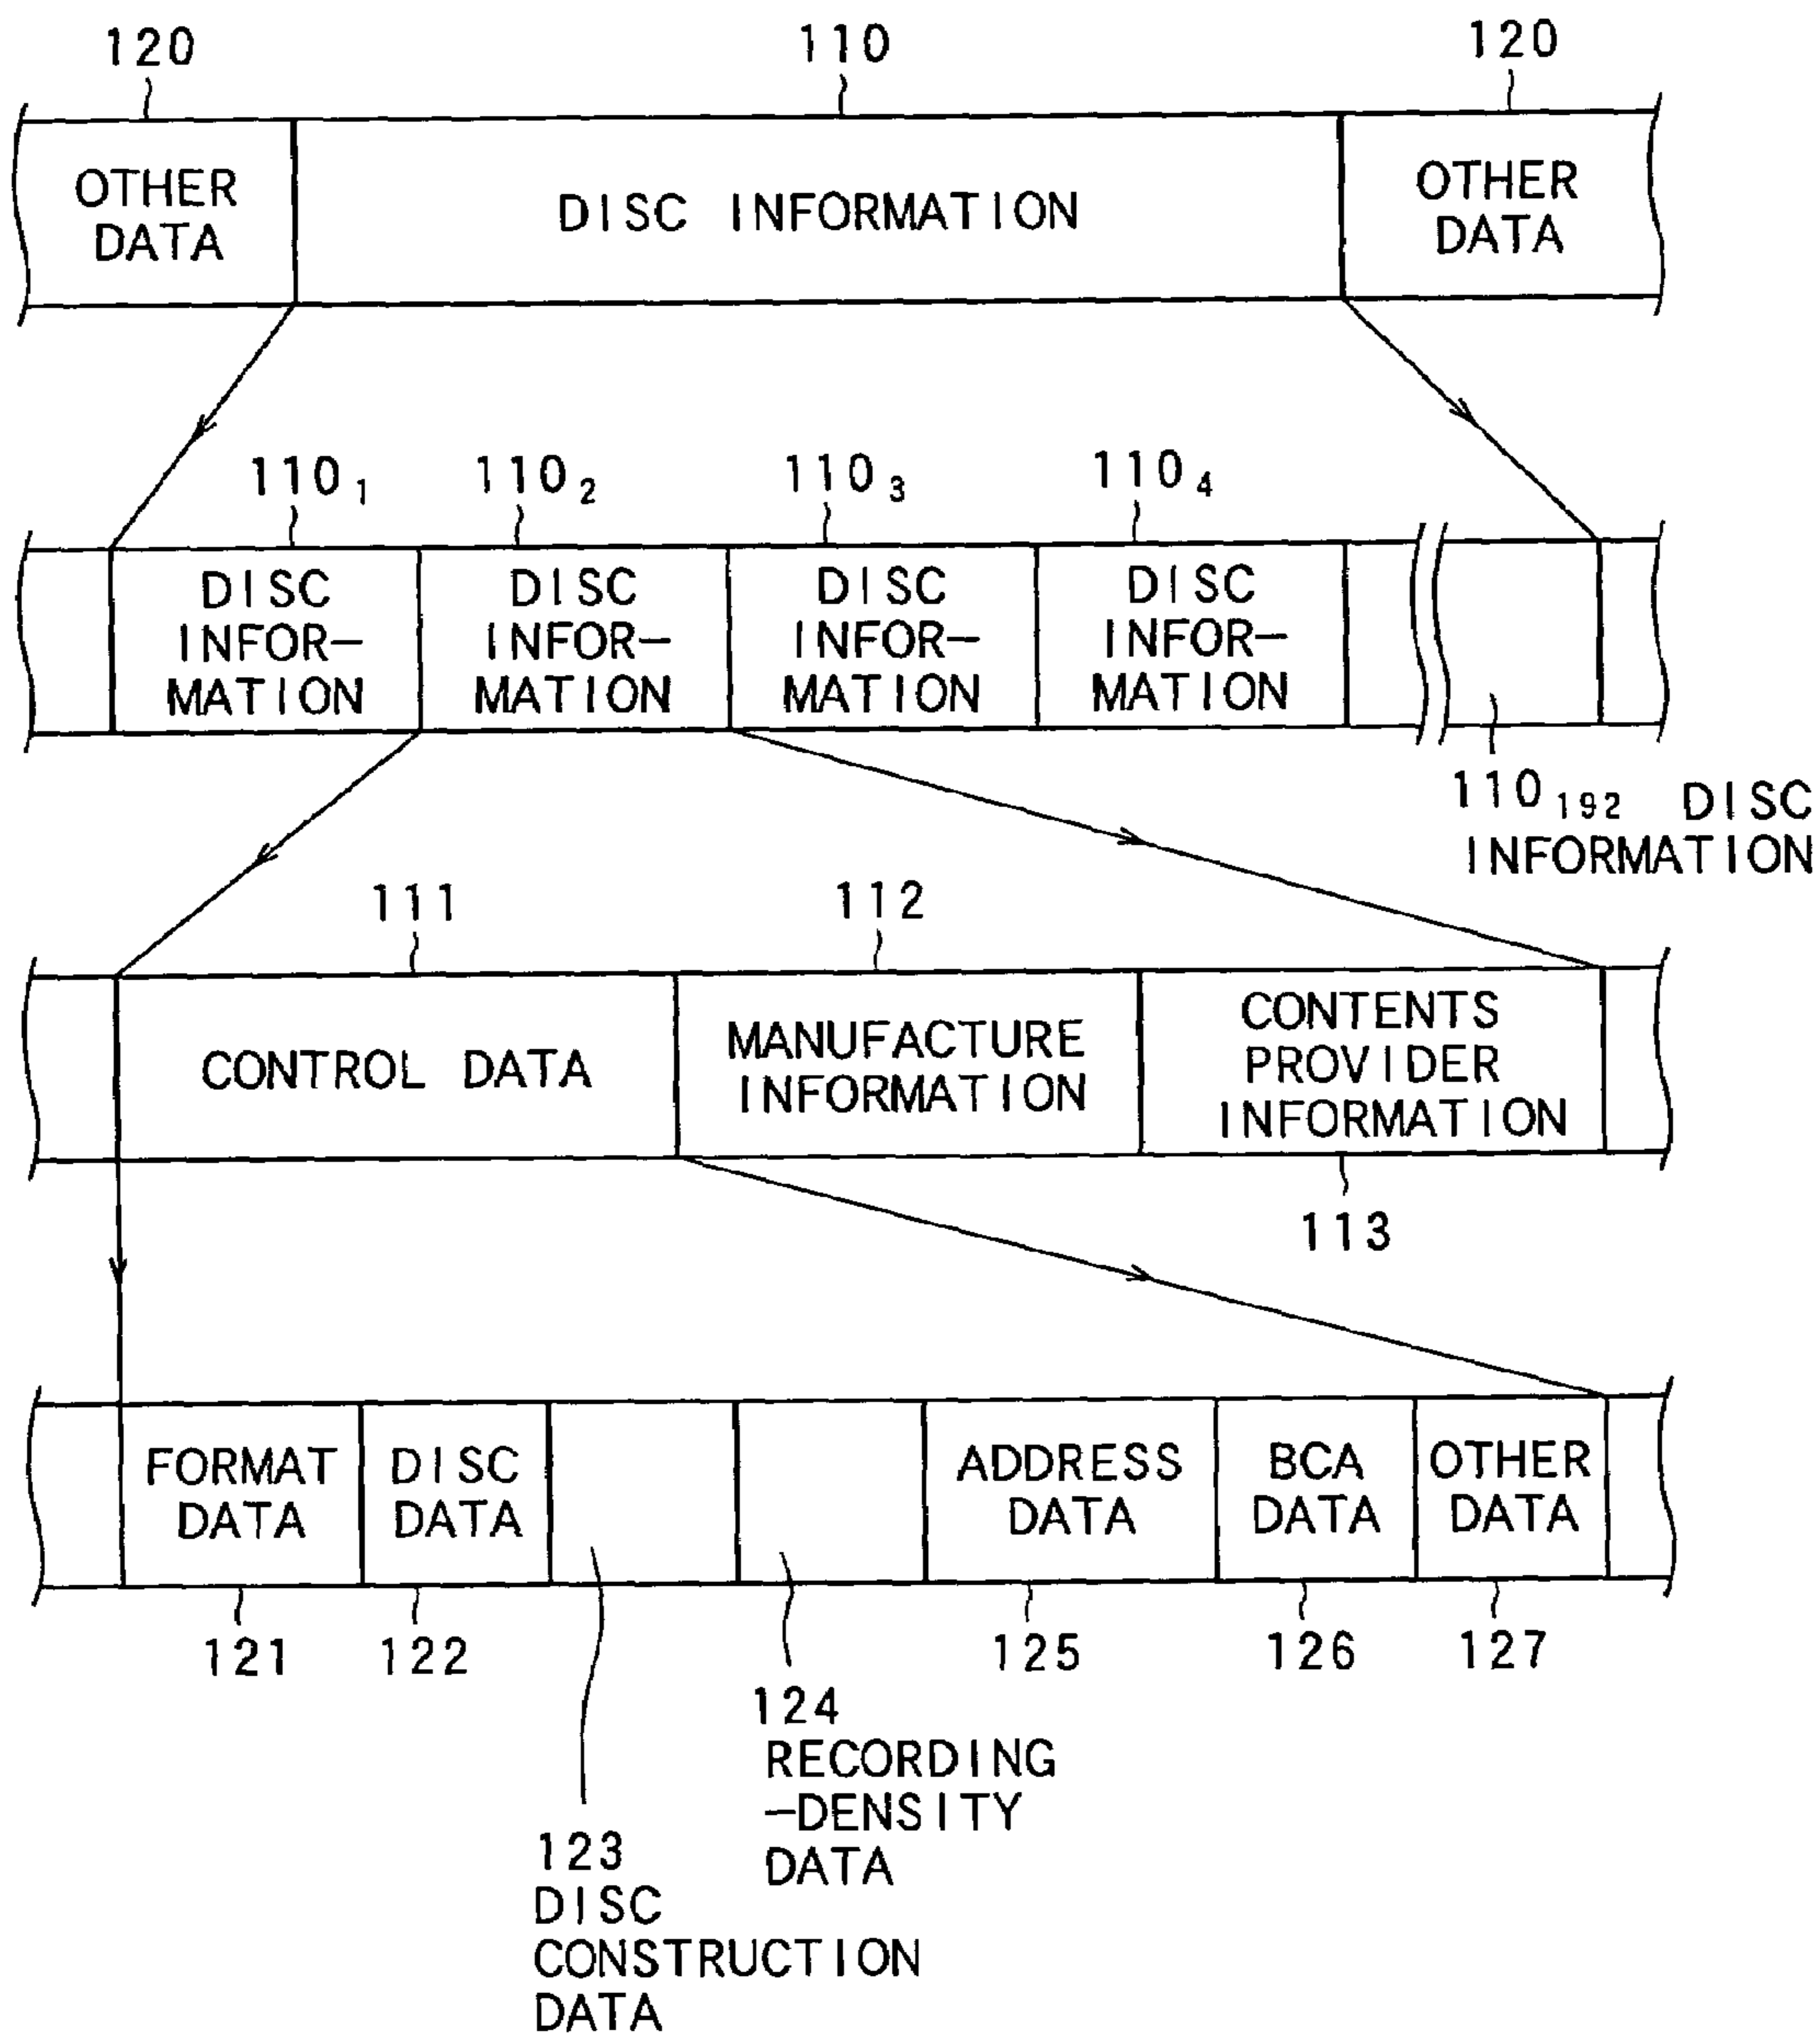 120 110 120
OTHER
DATA
DISC INFORMATION
OTHER
DATA
110₁ 110₂ 110₃ 110₄
DISC
INFOR-
MATION
DISC
INFOR-
MATION
DISC
INFOR-
MATION
DISC
INFOR-
MATION
110₁₉₂ DISC
INFORMATION
111 112
CONTROL DATA
MANUFACTURE
INFORMATION
CONTENTS
PROVIDER
INFORMATION
113
FORMAT
DATA
DISC
DATA
ADDRESS
DATA
BCA
DATA
OTHER
DATA
121 122 125 126 127
124
RECORDING
-DENSITY
DATA
123
DISC
CONSTRUCTION
DATA